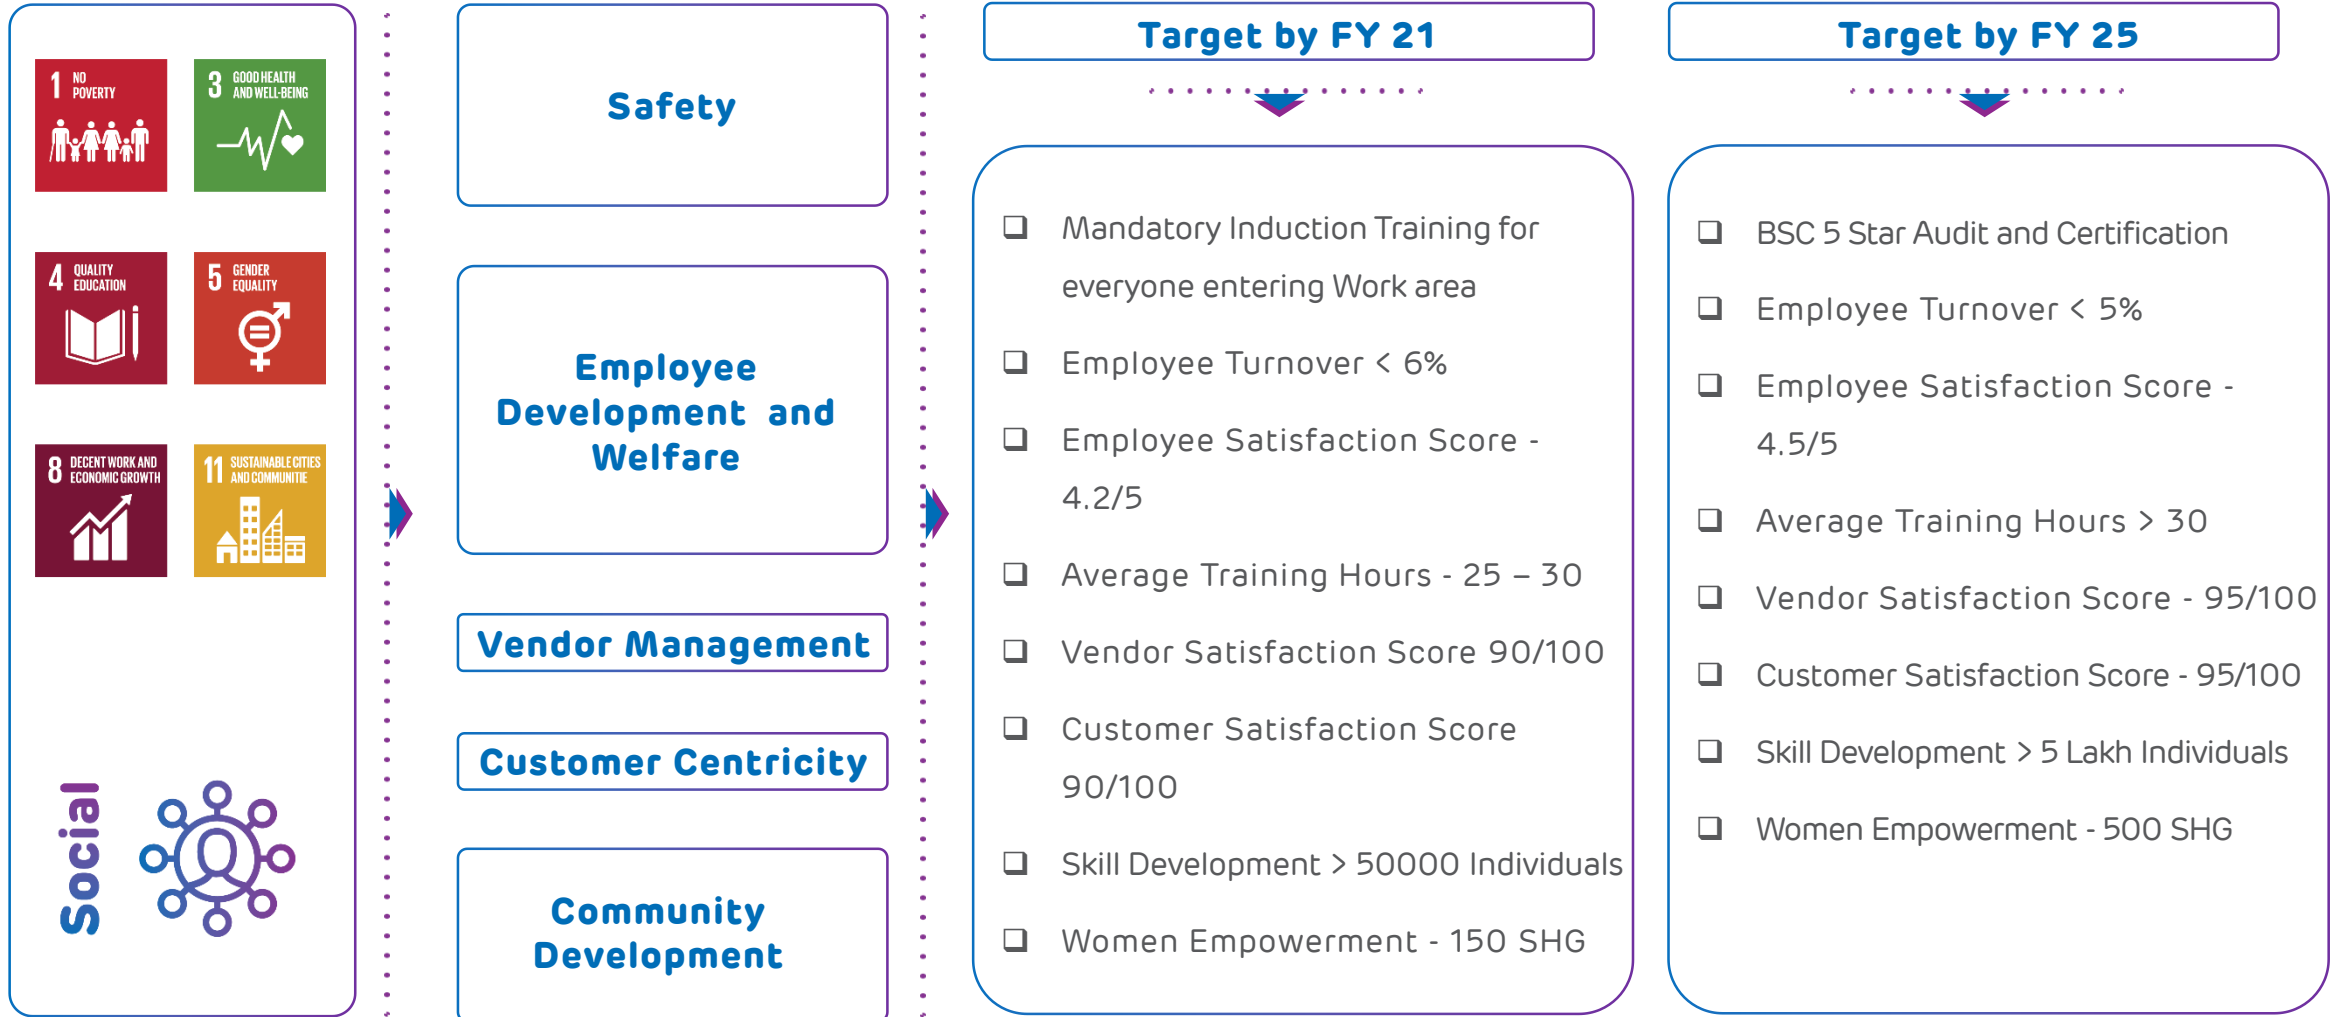 1 NO
POVERTY
3 GOOD HEALTH
AND WELL-BEING
4 QUALITY
EDUCATION
5 GENDER
EQUALITY
8 DECENT WORK AND
ECONOMIC GROWTH
11 SUSTAINABLE CITIES
AND COMMUNITIE
Social
Safety
Employee
Development and
Welfare
Vendor Management
Customer Centricity
Community
Development
Target by FY 21
❑ Mandatory Induction Training for
everyone entering Work area
❑ Employee Turnover < 6%
❑ Employee Satisfaction Score -
4.2/5
❑ Average Training Hours - 25 – 30
❑ Vendor Satisfaction Score 90/100
❑ Customer Satisfaction Score
90/100
❑ Skill Development > 50000 Individuals
❑ Women Empowerment - 150 SHG
Target by FY 25
❑ BSC 5 Star Audit and Certification
❑ Employee Turnover < 5%
❑ Employee Satisfaction Score -
4.5/5
❑ Average Training Hours > 30
❑ Vendor Satisfaction Score - 95/100
❑ Customer Satisfaction Score - 95/100
❑ Skill Development > 5 Lakh Individuals
❑ Women Empowerment - 500 SHG